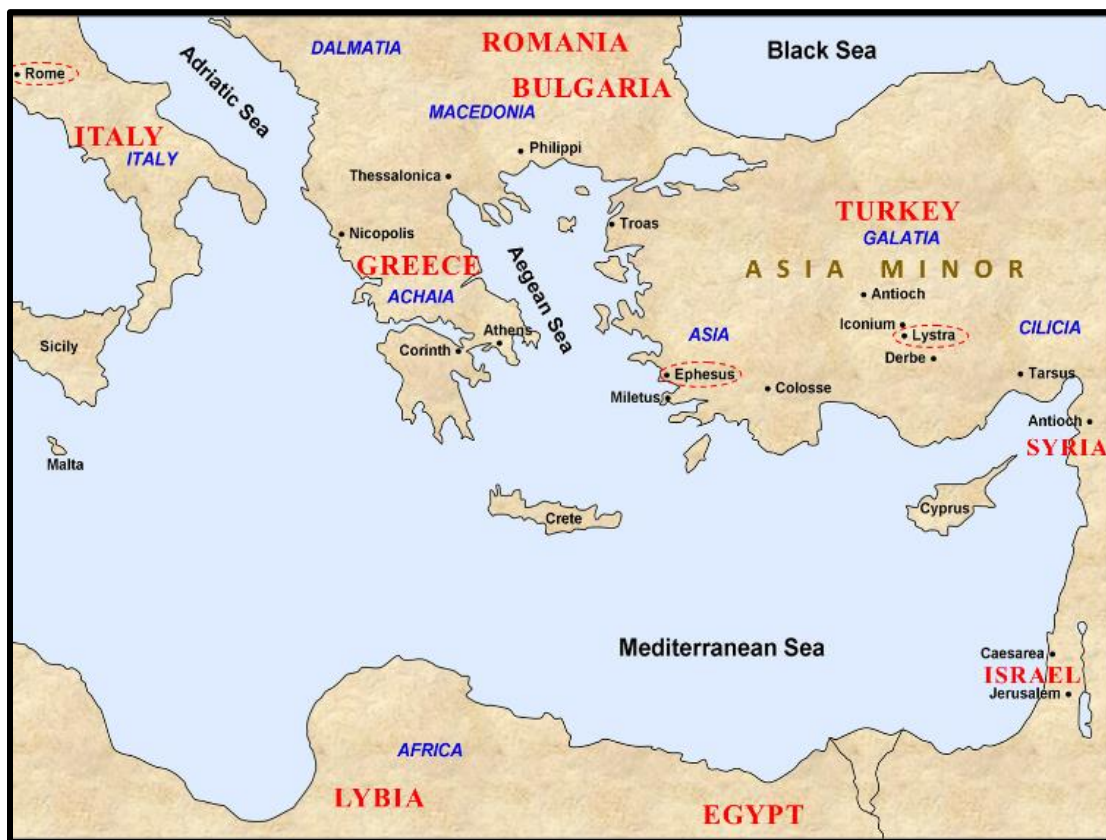 DALMATIA
ROMANIA
Black Sea
Rome
Adriatic Sea
BULGARIA
MACEDONIA
ITALY
ITALY
Philippi
Thessalonica
TURKEY
Troas
Nicopolis
GALATIA
GREECE
Aegean Sea
ASIA MINOR
ACHAIA
Antioch
Iconium
CILICIA
Athens
ASIA
Lystra
Sicily
Corinth
Derbe
Ephesus
Tarsus
Colosse
Miletus
Antioch
SYRIA
Malta
Cyprus
Crete
Mediterranean Sea
Caesarea
ISRAEL
Jerusalem
AFRICA
LYBIA
EGYPT